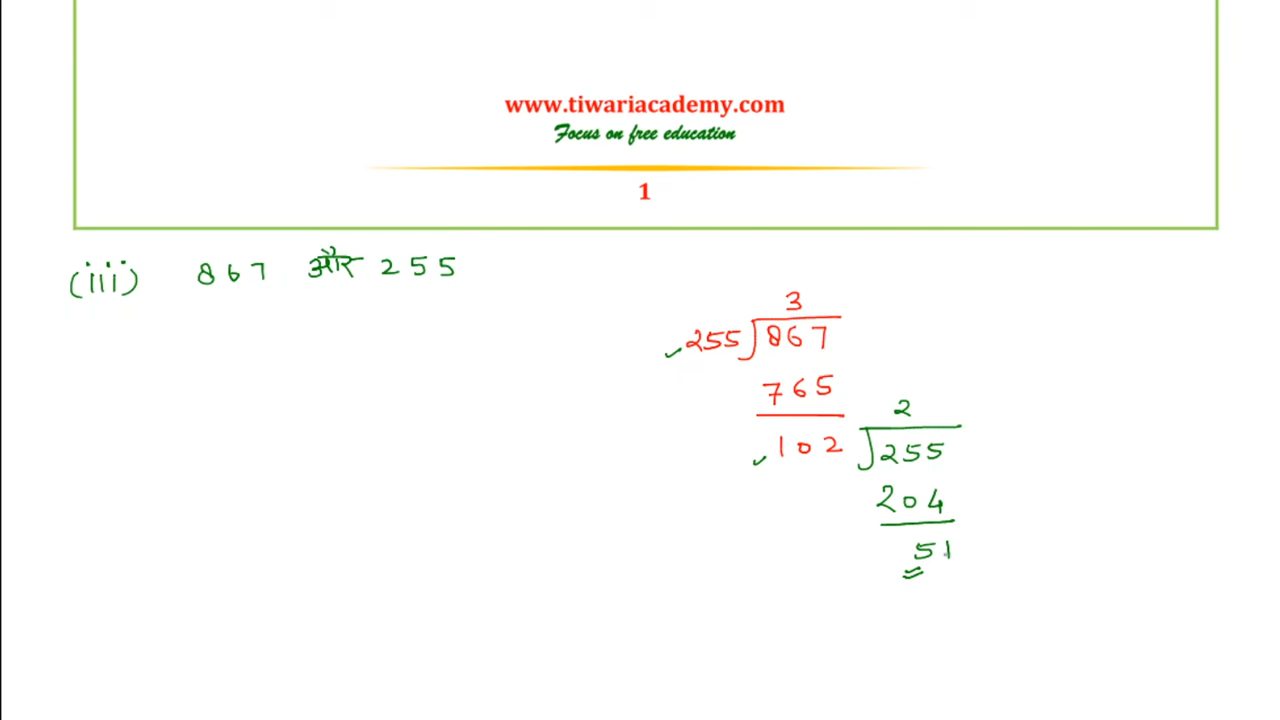 www.tiwariacademy.com
Focus on free education
1
(iii) 867 और 255
3
255)867
765
102)255
2
204
51